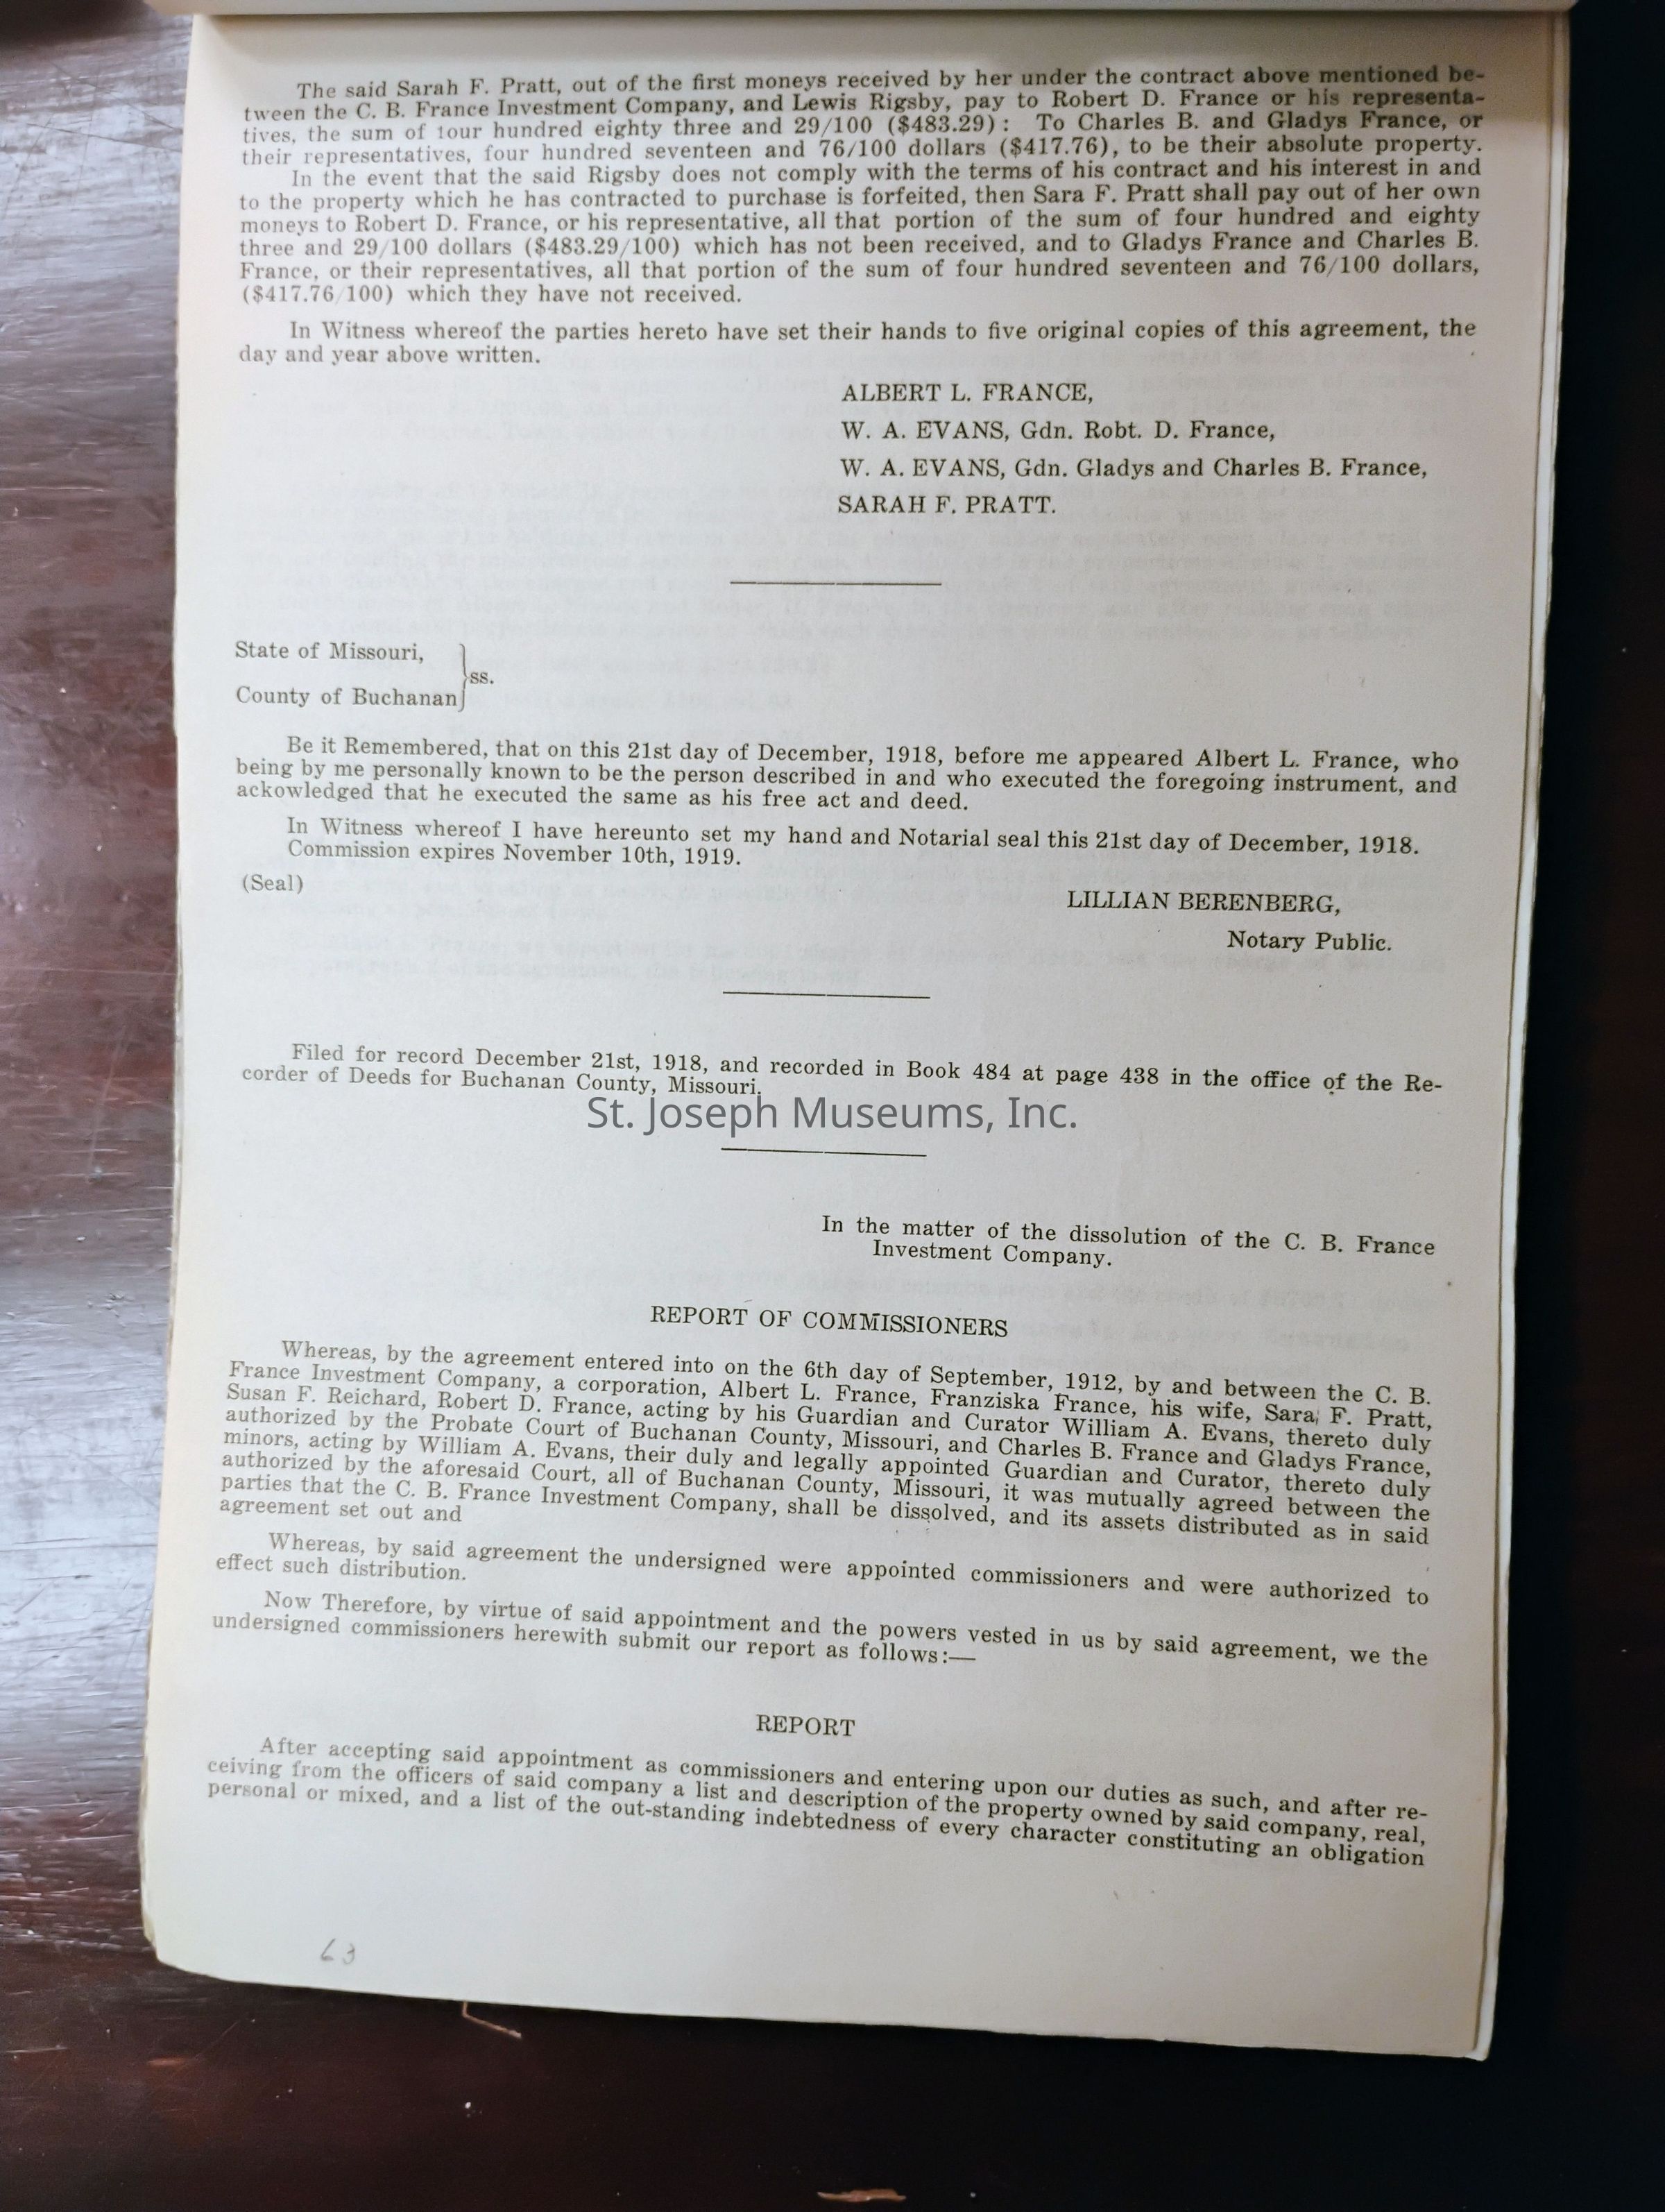 The said Sarah F. Pratt, out of the first moneys received by her under the contract above mentioned be-
tween the C. B. France Investment Company, and Lewis Rigsby, pay to Robert D. France or his representa-
tives, the sum of four hundred eighty three and 29/100 ($483.29): To Charles B. and Gladys France, or
their representatives, four hundred seventeen and 76/100 dollars ($417.76), to be their absolute property.
In the event that the said Rigsby does not comply with the terms of his contract and his interest in and
to the property which he has contracted to purchase is forfeited, then Sara F. Pratt shall pay out of her own
moneys to Robert D. France, or his representative, all that portion of the sum of four hundred and eighty
three and 29/100 dollars ($483.29/100) which has not been received, and to Gladys France and Charles B.
France, or their representatives, all that portion of the sum of four hundred seventeen and 76/100 dollars,
($417.76/100) which they have not received.
In Witness whereof the parties hereto have set their hands to five original copies of this agreement, the
day and year above written.
ALBERT L. FRANCE,
W. A. EVANS, Gdn. Robt. D. France,
W. A. EVANS, Gdn. Gladys and Charles B. France,
SARAH F. PRATT.
State of Missouri,
ss.
County of Buchanan
Be it Remembered, that on this 21st day of December, 1918, before me appeared Albert L. France, who
being by me personally known to be the person described in and who executed the foregoing instrument, and
ackowledged that he executed the same as his free act and deed.
In Witness whereof I have hereunto set my hand and Notarial seal this 21st day of December, 1918.
Commission expires November 10th, 1919.
(Seal)
LILLIAN BERENBERG,
Notary Public.
Filed for record December 21st, 1918, and recorded in Book 484 at page 438 in the office of the Re-
corder of Deeds for Buchanan County, Missouri.
St. Joseph Museums, Inc.
In the matter of the dissolution of the C. B. France
Investment Company.
REPORT OF COMMISSIONERS
Whereas, by the agreement entered into on the 6th day of September, 1912, by and between the C. B.
France Investment Company, a corporation, Albert L. France, Franziska France, his wife, Sara F. Pratt,
Susan F. Reichard, Robert D. France, acting by his Guardian and Curator William A. Evans, thereto duly
authorized by the Probate Court of Buchanan County, Missouri, and Charles B. France and Gladys France,
minors, acting by William A. Evans, their duly and legally appointed Guardian and Curator, thereto duly
authorized by the aforesaid Court, all of Buchanan County, Missouri, it was mutually agreed between the
parties that the C. B. France Investment Company, shall be dissolved, and its assets distributed as in said
agreement set out and
Whereas, by said agreement the undersigned were appointed commissioners and were authorized to
effect such distribution.
Now Therefore, by virtue of said appointment and the powers vested in us by said agreement, we the
undersigned commissioners herewith submit our report as follows:—
REPORT
After accepting said appointment as commissioners and entering upon our duties as such, and after re-
ceiving from the officers of said company a list and description of the property owned by said company, real,
personal or mixed, and a list of the out-standing indebtedness of every character constituting an obligation
63